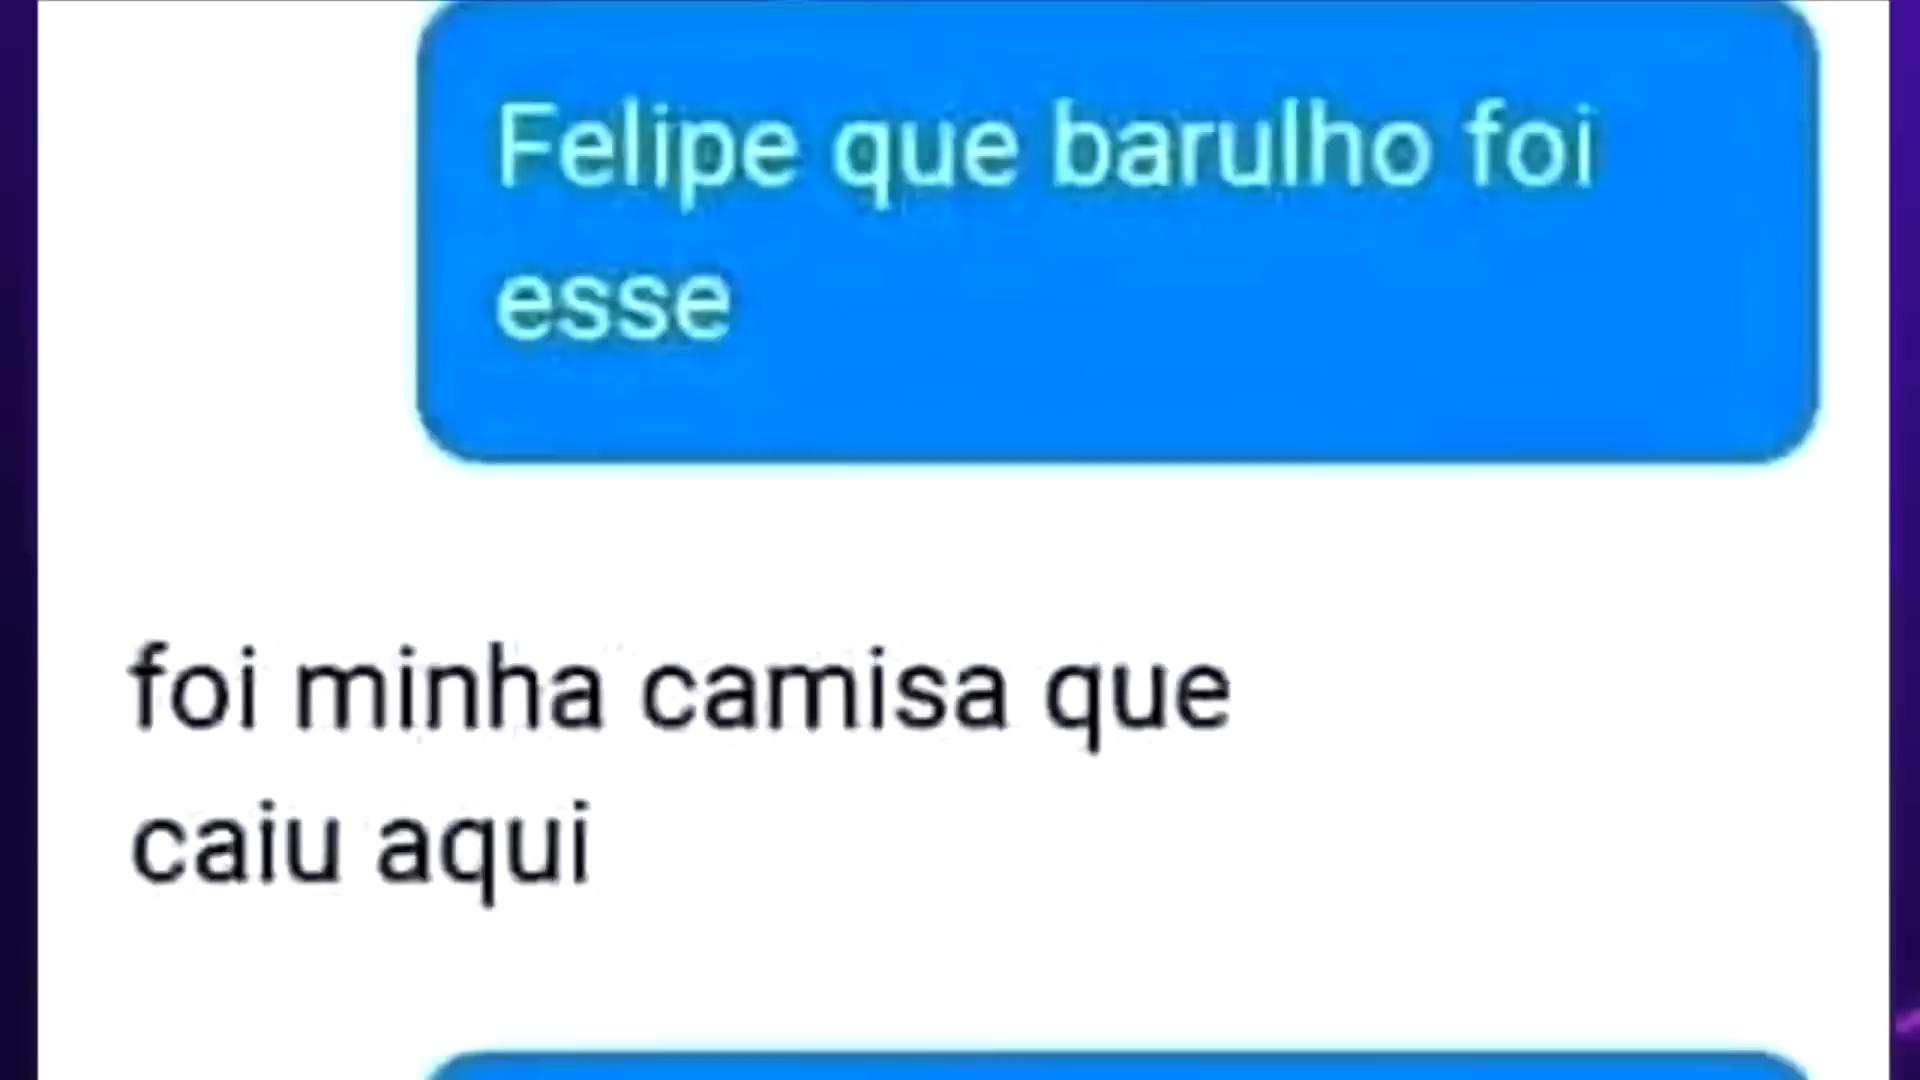 Felipe que barulho foi
esse
foi minha camisa que
caiu aqui